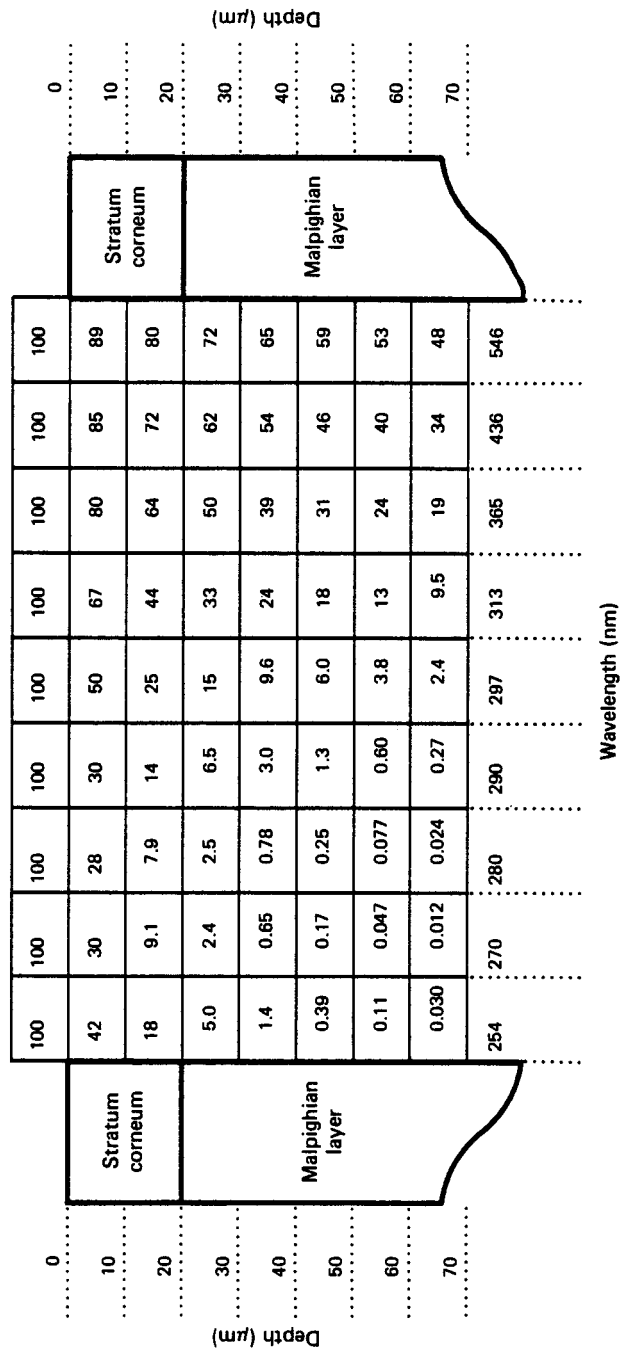 100 100 100 100 100 100 100 100 100
0 0
42 30 28 30 50 67 80 85 89
10 Stratum corneum Stratum corneum 10
18 9.1 7.9 14 25 44 64 72 80
20 20
5.0 2.4 2.5 6.5 15 33 50 62 72
30 30
1.4 0.65 0.78 3.0 9.6 24 39 54 65
Depth (μm) 40 Malpighian layer Malpighian layer 40 Depth (μm)
0.39 0.17 0.25 1.3 6.0 18 31 46 59
50 50
0.11 0.047 0.077 0.60 3.8 13 24 40 53
60 60
0.030 0.012 0.024 0.27 2.4 9.5 19 34 48
70 70
254 270 280 290 297 313 365 436 546
Wavelength (nm)